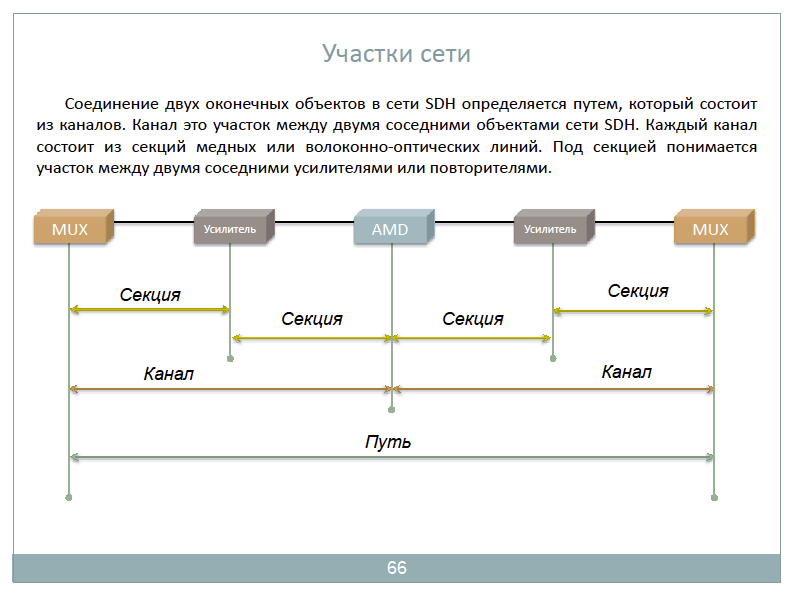 Участки сети
Соединение двух оконечных объектов в сети SDH определяется путем, который состоит
из каналов. Канал это участок между двумя соседними объектами сети SDH. Каждый канал
состоит из секций медных или волоконно-оптических линий. Под секцией понимается
участок между двумя соседними усилителями или повторителями.
MUX Усилитель AMD Усилитель MUX
Секция
Секция
Секция
Секция
Канал
Канал
Путь
66